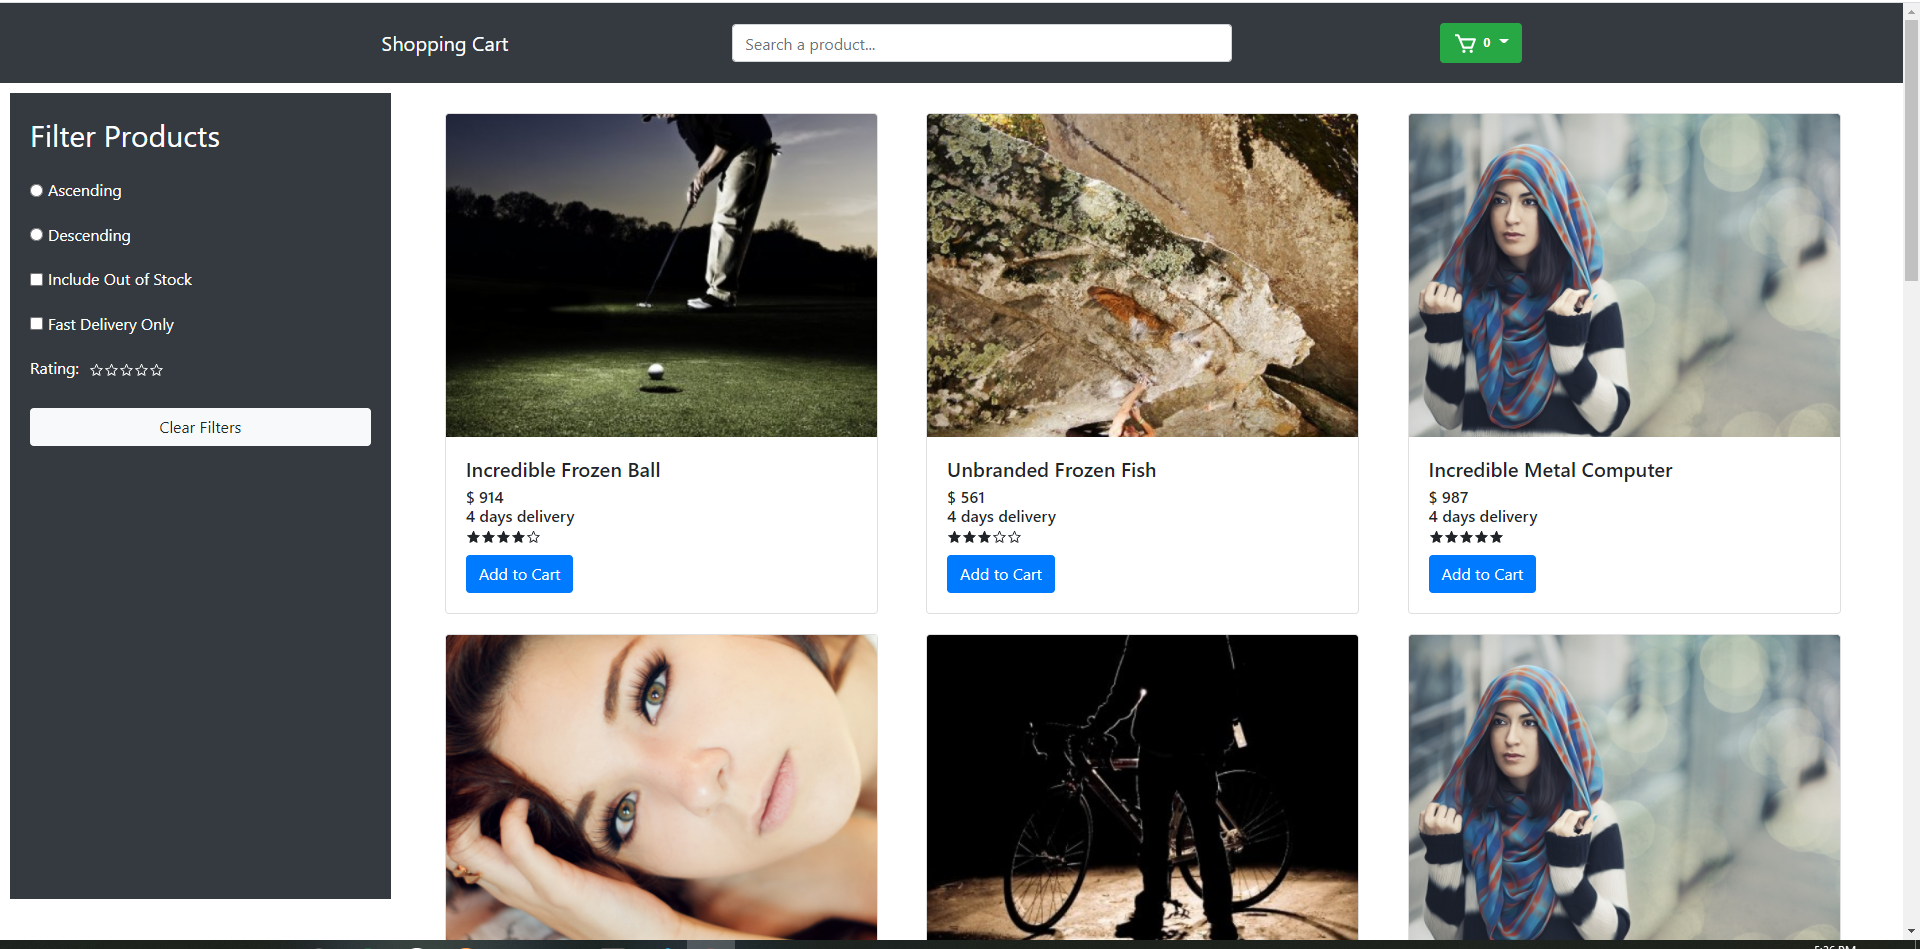 Shopping Cart
Search a product...
0
Filter Products
Ascending
Descending
Include Out of Stock
Fast Delivery Only
Rating:
Clear Filters
Incredible Frozen Ball
$ 914
4 days delivery
Add to Cart
Unbranded Frozen Fish
$ 561
4 days delivery
Add to Cart
Incredible Metal Computer
$ 987
4 days delivery
Add to Cart